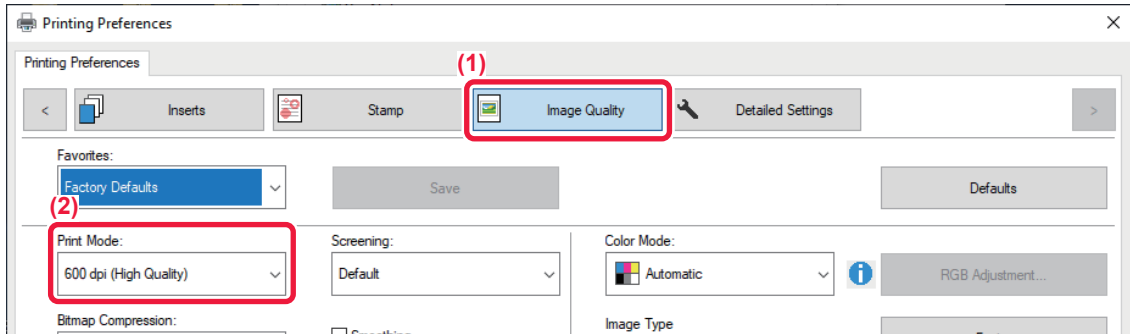 Printing Preferences
Printing Preferences
(1)
< Inserts Stamp Image Quality Detailed Settings >
Favorites:
Factory Defaults Save Defaults
(2)
Print Mode: Screening: Color Mode:
600 dpi (High Quality) Default Automatic RGB Adjustment...
Bitmap Compression: Image Type
Smoothing